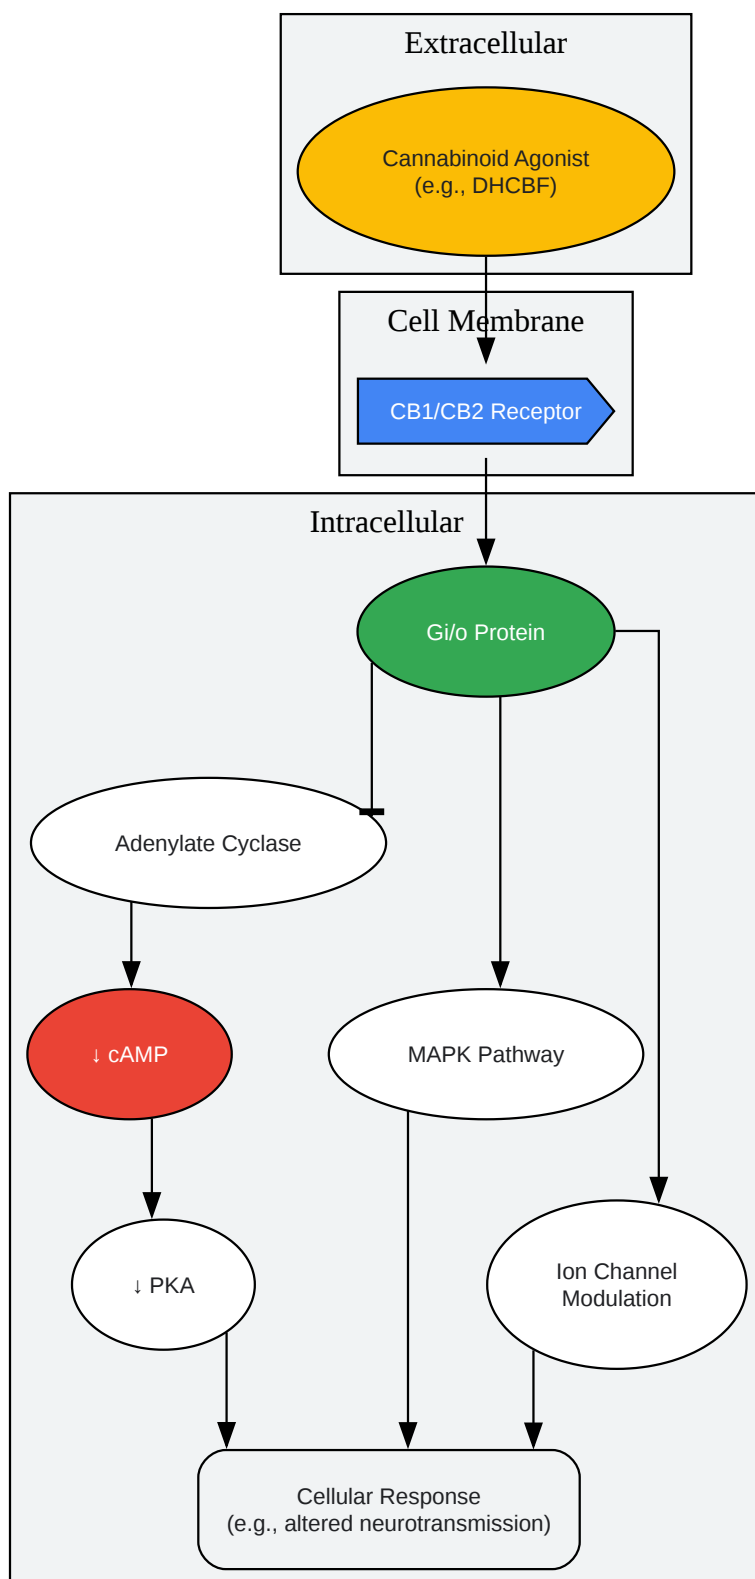 Extracellular
Cannabinoid Agonist
(e.g., DHCBF)
Cell Membrane
CB1/CB2 Receptor
Intracellular
Gi/o Protein
Adenylate Cyclase
↓ cAMP
MAPK Pathway
↓ PKA
Ion Channel
Modulation
Cellular Response
(e.g., altered neurotransmission)